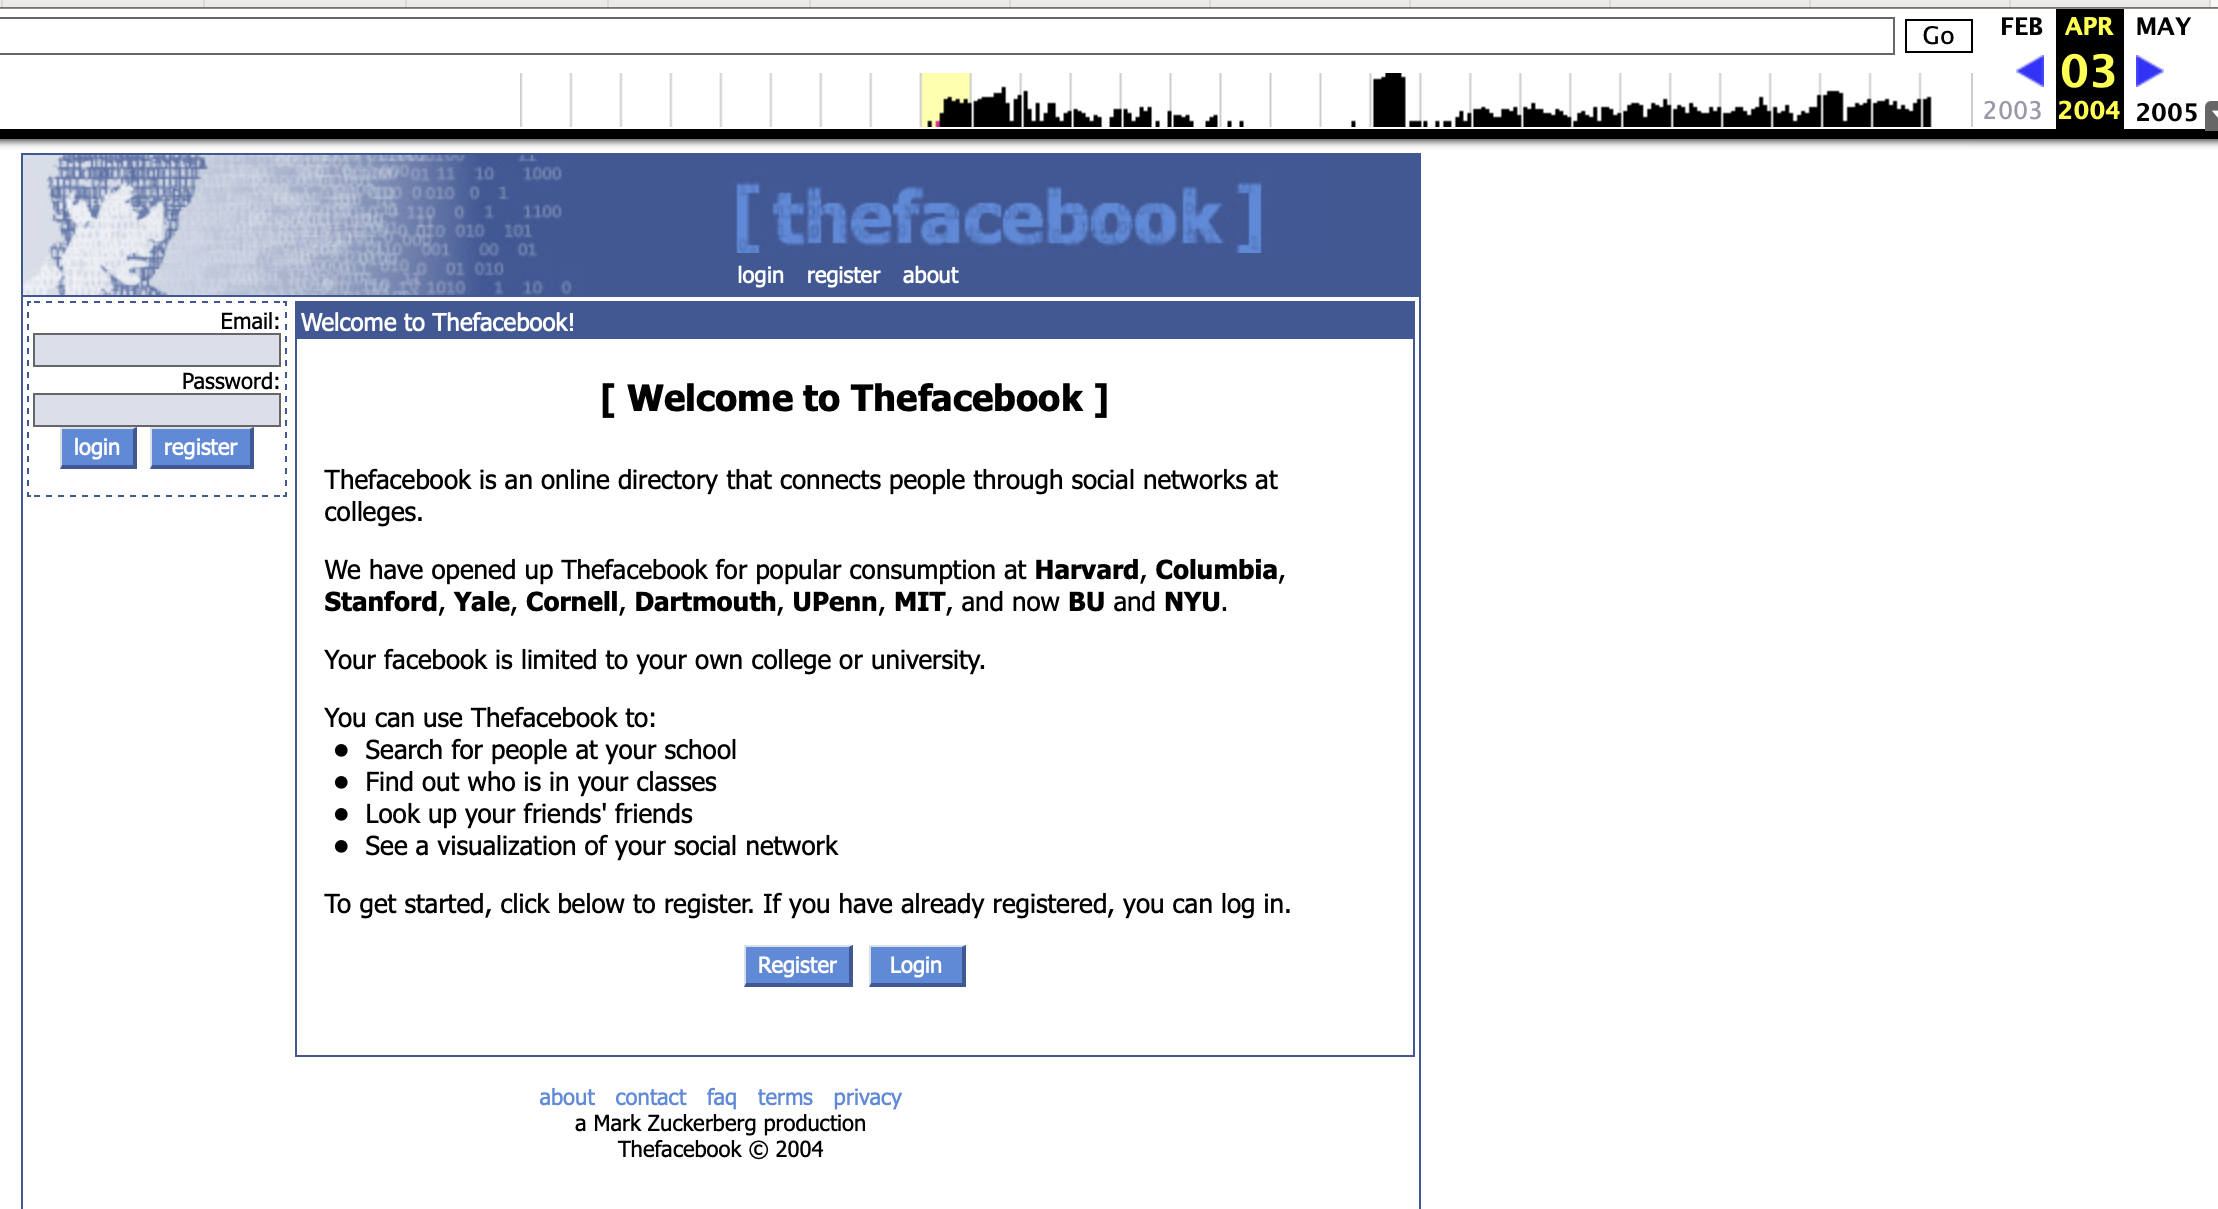 Go
FEB APR MAY
03
2003 2004 2005
[ thefacebook ]
login register about
Email:
Password:
login register
Welcome to Thefacebook!
[ Welcome to Thefacebook ]
Thefacebook is an online directory that connects people through social networks at
colleges.
We have opened up Thefacebook for popular consumption at Harvard, Columbia,
Stanford, Yale, Cornell, Dartmouth, UPenn, MIT, and now BU and NYU.
Your facebook is limited to your own college or university.
You can use Thefacebook to:
● Search for people at your school
● Find out who is in your classes
● Look up your friends' friends
● See a visualization of your social network
To get started, click below to register. If you have already registered, you can log in.
Register Login
about contact faq terms privacy
a Mark Zuckerberg production
Thefacebook © 2004